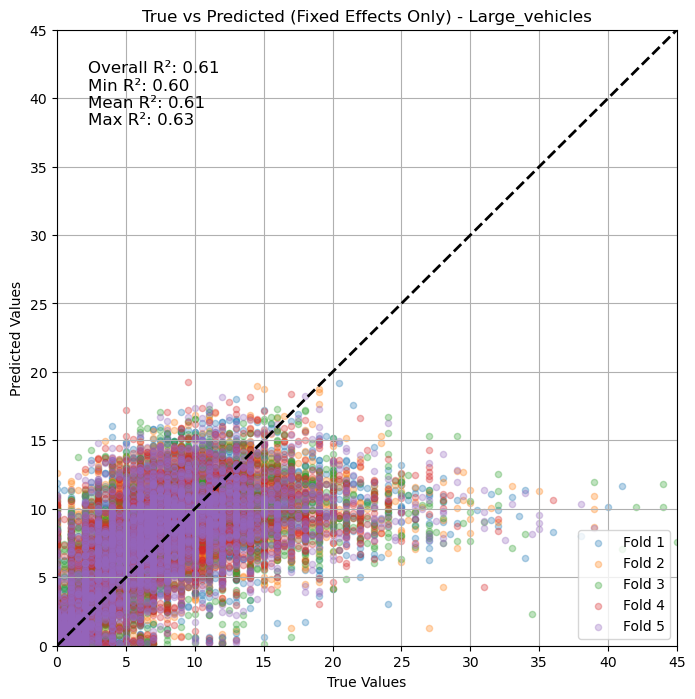 True vs Predicted (Fixed Effects Only) - Large_vehicles
Overall R²: 0.61
Min R²: 0.60
Mean R²: 0.61
Max R²: 0.63
Predicted Values
45
40
35
30
25
20
15
10
5
0
0 5 10 15 20 25 30 35 40 45
True Values
Fold 1
Fold 2
Fold 3
Fold 4
Fold 5